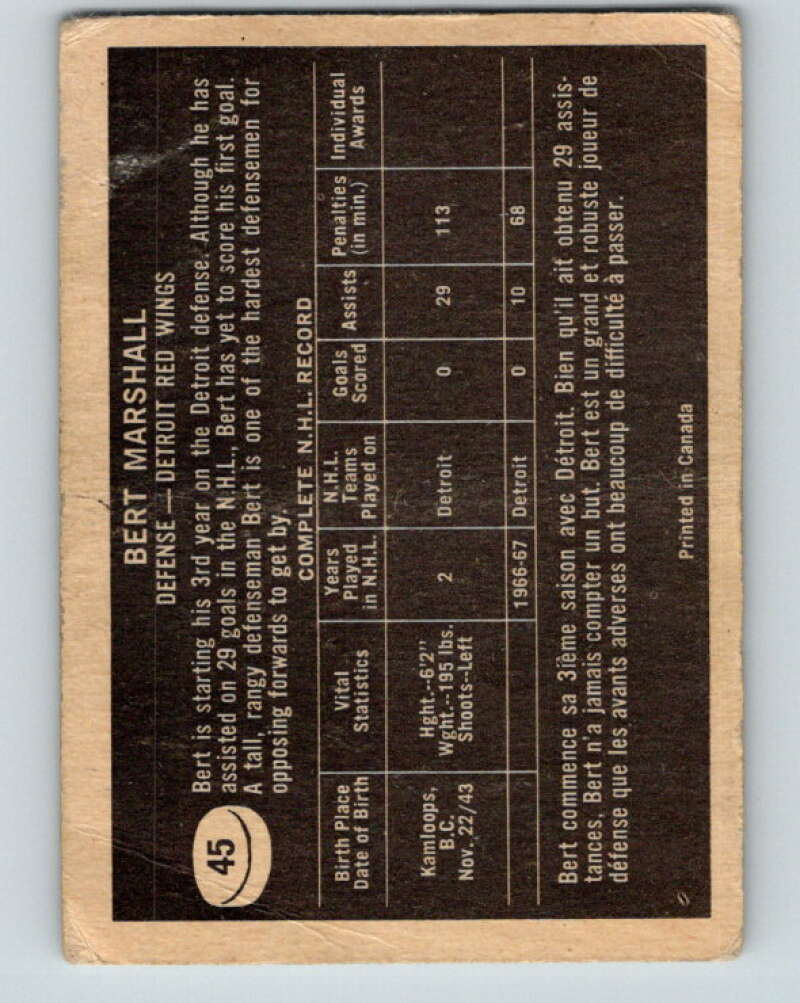 BERT MARSHALL
DEFENSE — DETROIT RED WINGS
45
Bert is starting his 3rd year on the Detroit defense. Although he has
assisted on 29 goals in the N.H.L., Bert has yet to score his first goal.
A tall, rangy defenseman Bert is one of the hardest defensemen for
opposing forwards to get by.
COMPLETE N.H.L. RECORD
Birth Place
Date of Birth
Vital
Statistics
Years
Played
in N.H.L.
N.H.L.
Teams
Played on
Goals
Scored
Assists
Penalties
(in min.)
Individual
Awards
Kamloops,
B.C.
Nov. 22/43
Hght.--6'2"
Wght.--195 lbs.
Shoots--Left
2
Detroit
0
29
113
1966-67
Detroit
0
10
68
Bert commence sa 3ième saison avec Détroit. Bien qu'il ait obtenu 29 assis-
tances, Bert n'a jamais compter un but. Bert est un grand et robuste joueur de
défense que les avants adverses ont beaucoup de difficulté à passer.
Printed in Canada